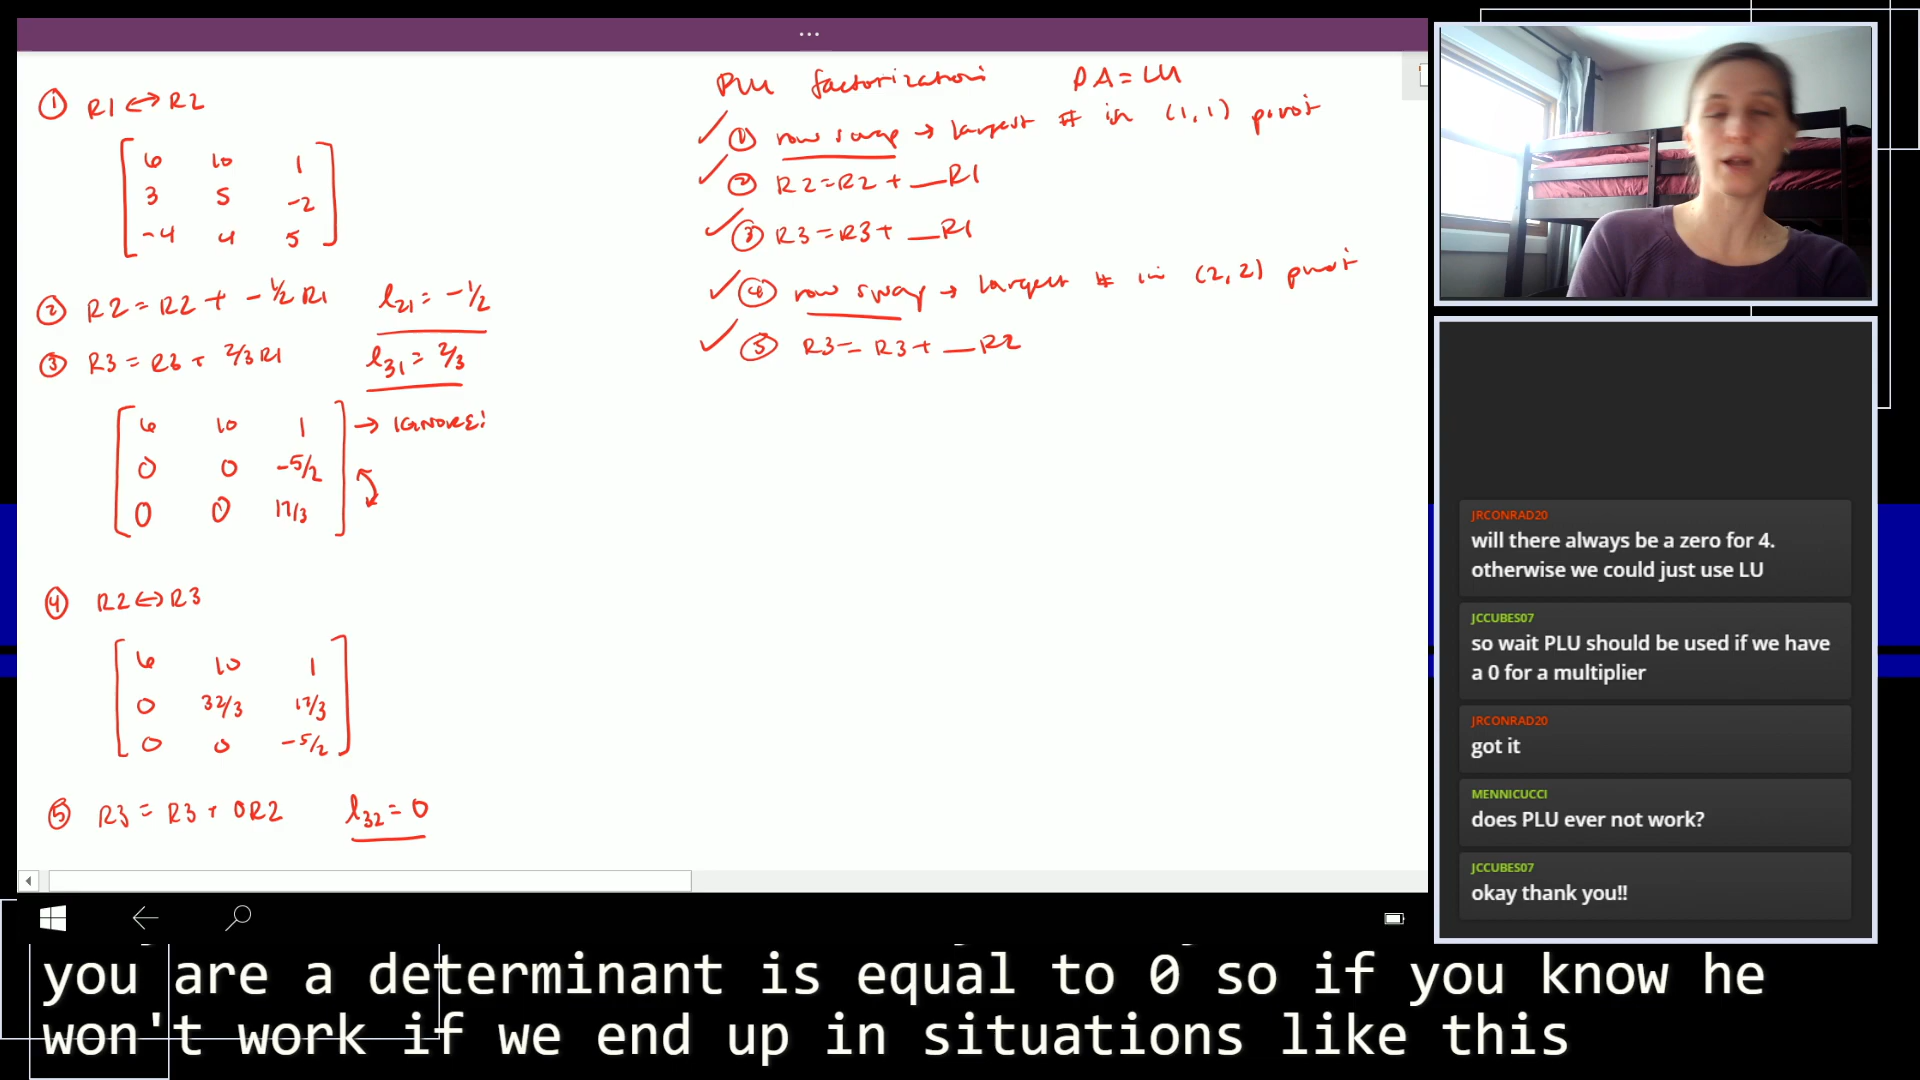 ① R1 ↔ R2
6 10 1
3 5 -2
-4 4 5
② R2 = R2 + -1/2 R1 l21 = -1/2
③ R3 = R3 + 2/3 R1 l31 = 2/3
6 10 1 → IGNORE!
0 0 -5/2
0 0 17/3
④ R2 ↔ R3
6 10 1
0 32/3 17/3
0 0 -5/2
⑤ R3 = R3 + 0R2 l32 = 0
...
PLU factorization PA = LU
✓ ① row swap → largest # in (1,1) pivot
✓ ② R2 = R2 + __R1
✓ ③ R3 = R3 + __R1
✓ ④ row swap → largest # in (2,2) pivot
✓ ⑤ R3 = R3 + __R2
JRCONRAD20
will there always be a zero for 4.
otherwise we could just use LU
JCCUBES07
so wait PLU should be used if we have
a 0 for a multiplier
JRCONRAD20
got it
MENNICUCCI
does PLU ever not work?
JCCUBES07
okay thank you!!
you are a determinant is equal to 0 so if you know he
won't work if we end up in situations like this